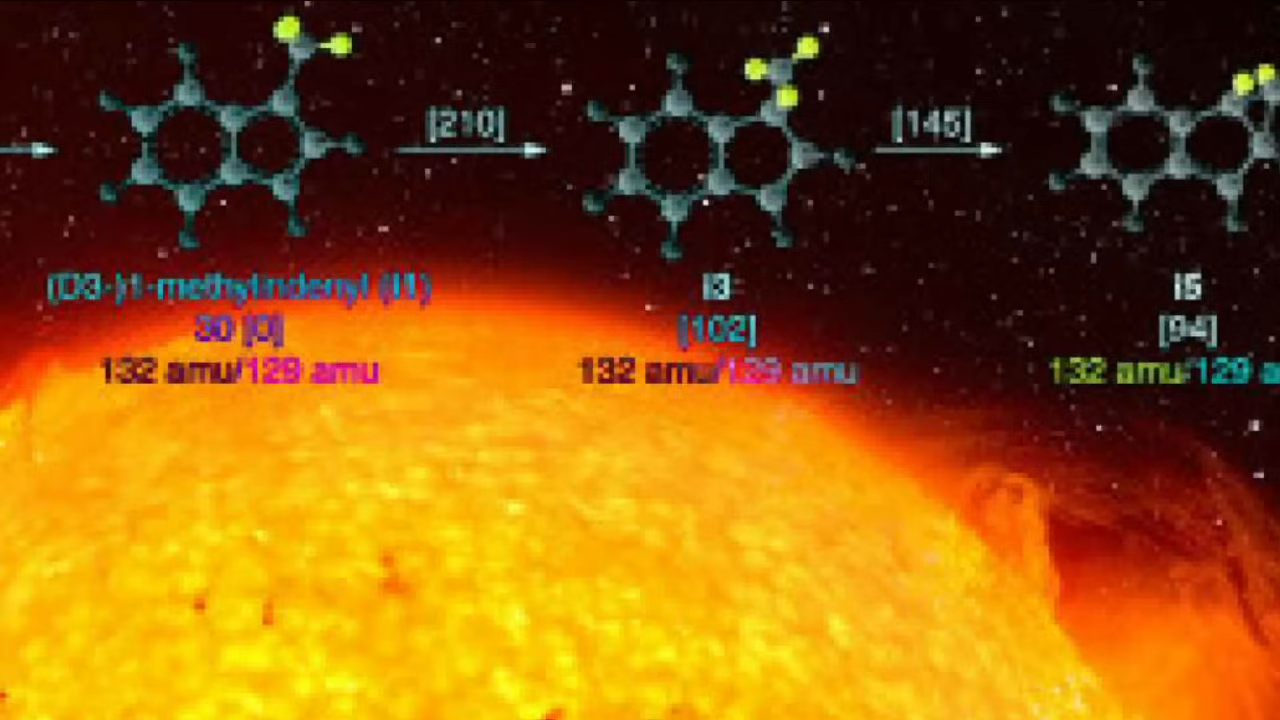 [210]
[145]
(D3-)1-methylindenyl (i1)
30 [0]
132 amu/129 amu
i3
[102]
132 amu/129 amu
i5
[94]
132 amu/129